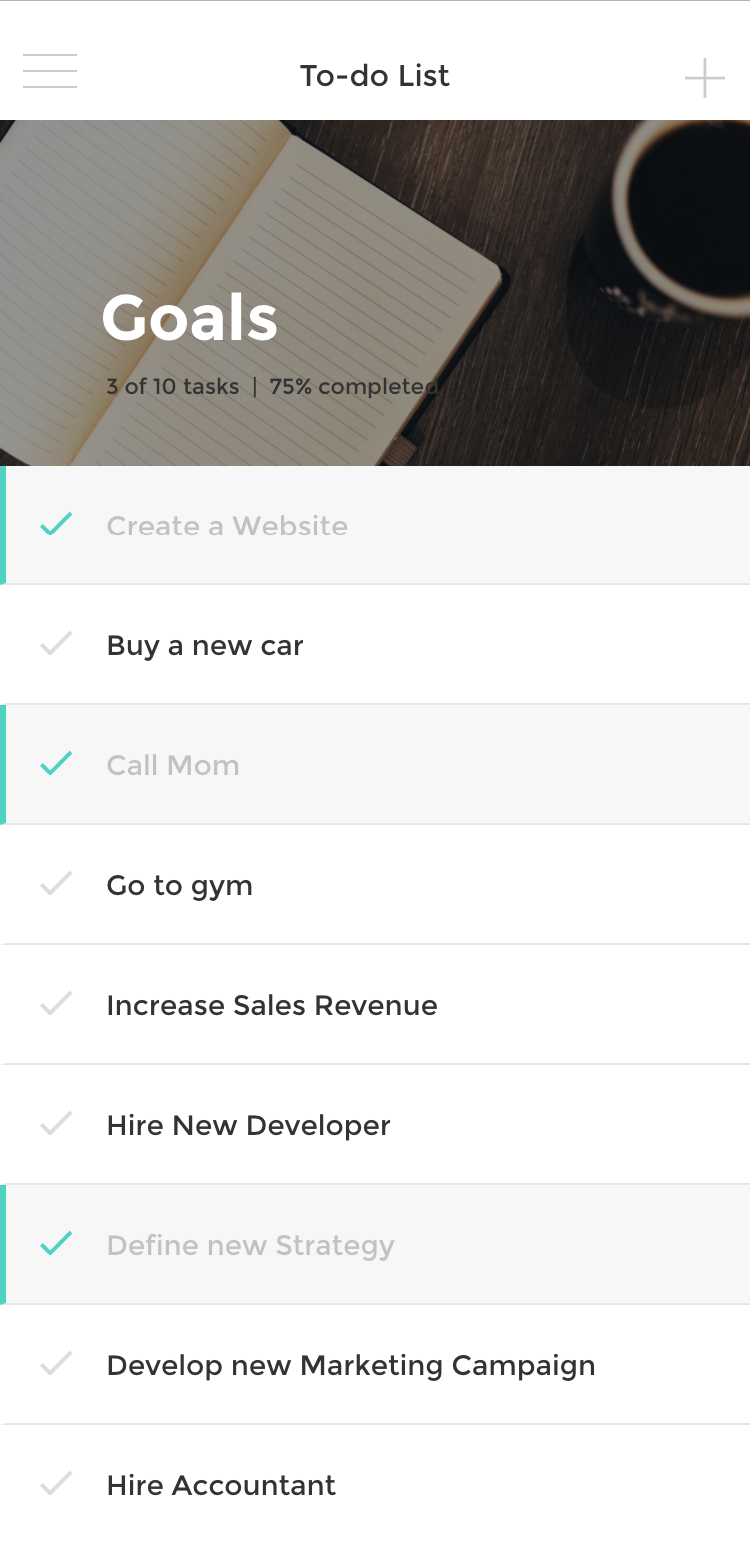 To-do List
Goals
3 of 10 tasks | 75% completed
Create a Website
Buy a new car
Call Mom
Go to gym
Increase Sales Revenue
Hire New Developer
Define new Strategy
Develop new Marketing Campaign
Hire Accountant